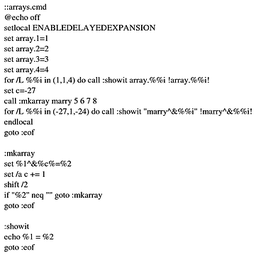 ::arrays.cmd
@echo off
setlocal ENABLEDELAYEDEXPANSION
set array.1=1
set array.2=2
set array.3=3
set array.4=4
for /L %%i in (1,1,4) do call :showit array.%%i !array.%%i!
set c=-27
call :mkarray marry 5 6 7 8
for /L %%i in (-27,1,-24) do call :showit "marry^&%%i" !marry^&%%i!
endlocal
goto :eof
:mkarray
set %1^&%c%=%2
set /a c += 1
shift /2
if "%2" neq "" goto :mkarray
goto :eof
:showit
echo %1 = %2
goto :eof